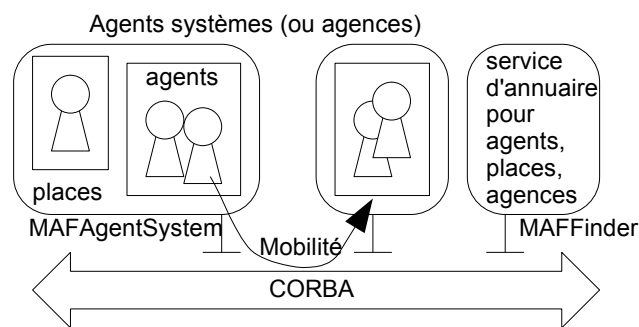 Agents systèmes (ou agences)
agents
places
service
d'annuaire
pour
agents,
places,
agences
MAFAgentSystem
MAFFinder
Mobilité
CORBA